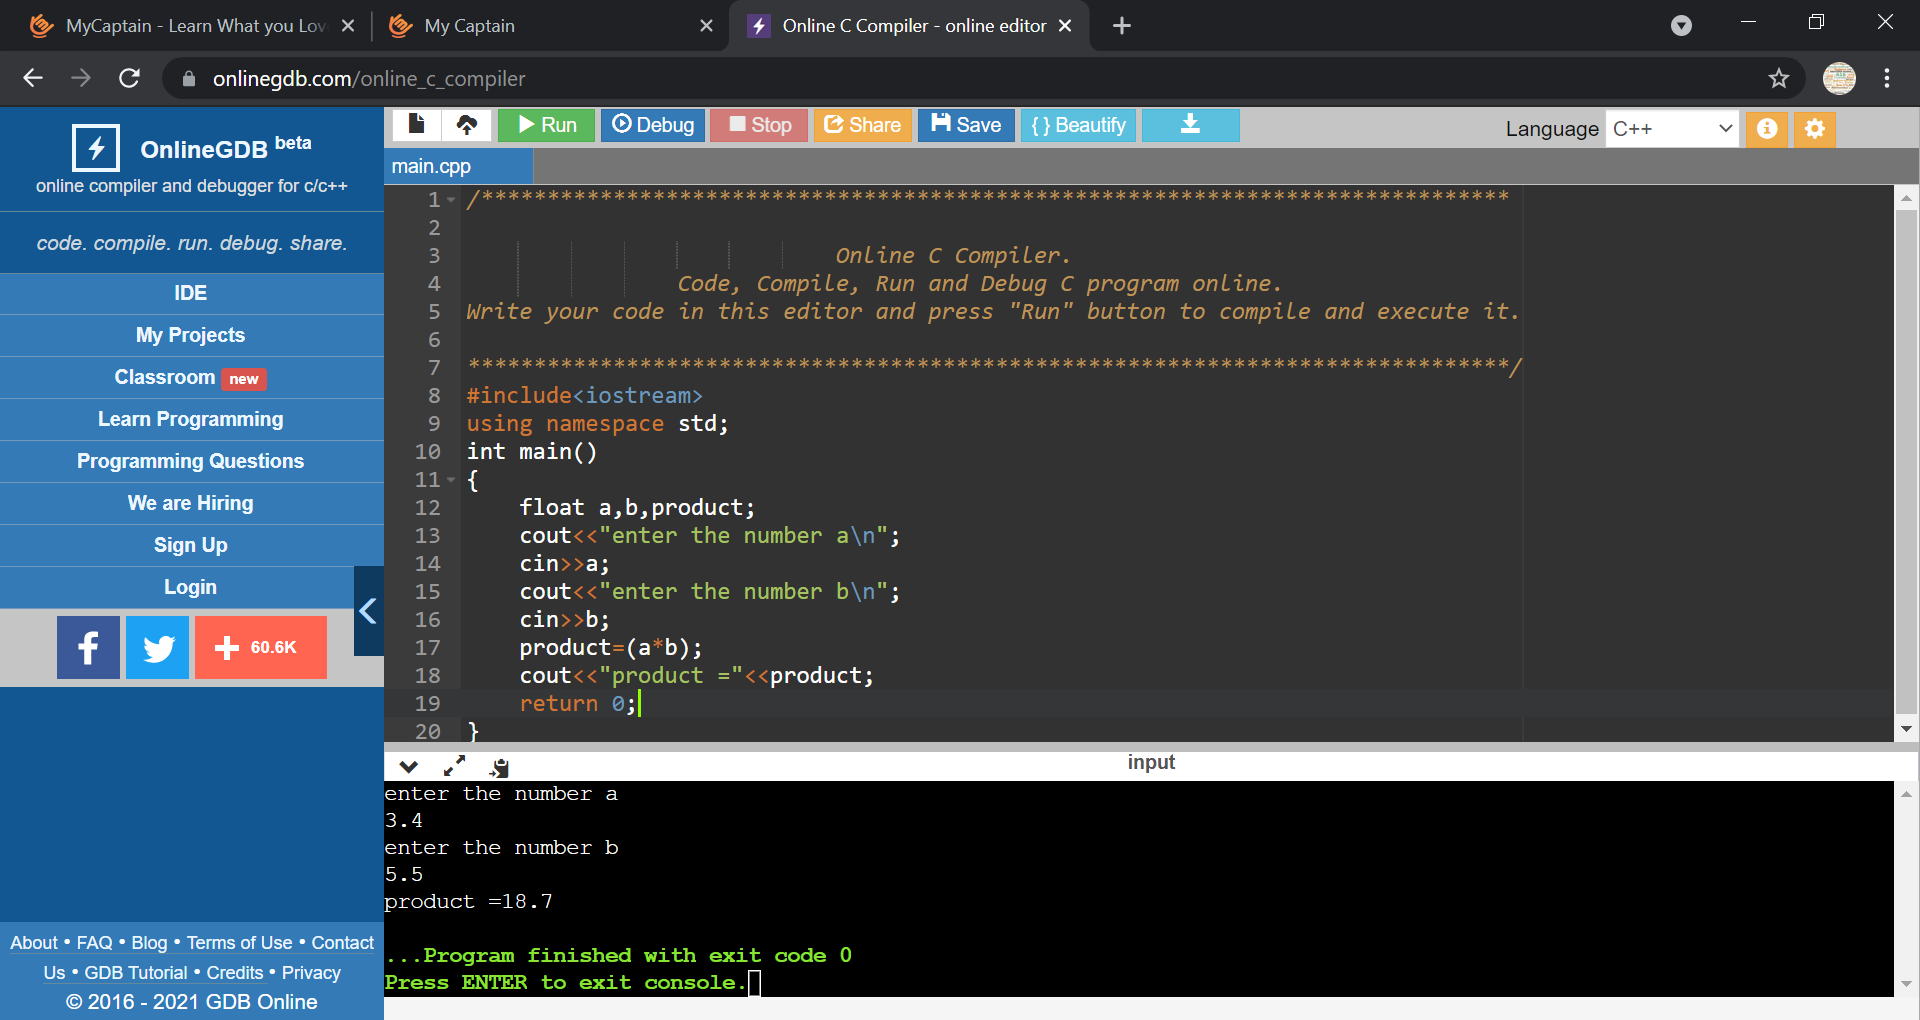 MyCaptain - Learn What you Lov
My Captain
Online C Compiler - online editor
onlinegdb.com/online_c_compiler
OnlineGDB beta
online compiler and debugger for c/c++
code. compile. run. debug. share.
IDE
My Projects
Classroom new
Learn Programming
Programming Questions
We are Hiring
Sign Up
Login
f
+ 60.6K
About • FAQ • Blog • Terms of Use • Contact
Us • GDB Tutorial • Credits • Privacy
© 2016 - 2021 GDB Online
Run Debug Stop Share Save { } Beautify
Language C++
main.cpp
1 /******************************************************************************
2
3 Online C Compiler.
4 Code, Compile, Run and Debug C program online.
5 Write your code in this editor and press "Run" button to compile and execute it.
6
7 *******************************************************************************/
8 #include<iostream>
9 using namespace std;
10 int main()
11 {
12 float a,b,product;
13 cout<<"enter the number a\n";
14 cin>>a;
15 cout<<"enter the number b\n";
16 cin>>b;
17 product=(a*b);
18 cout<<"product ="<<product;
19 return 0;
20 }
input
enter the number a
3.4
enter the number b
5.5
product =18.7
...Program finished with exit code 0
Press ENTER to exit console.